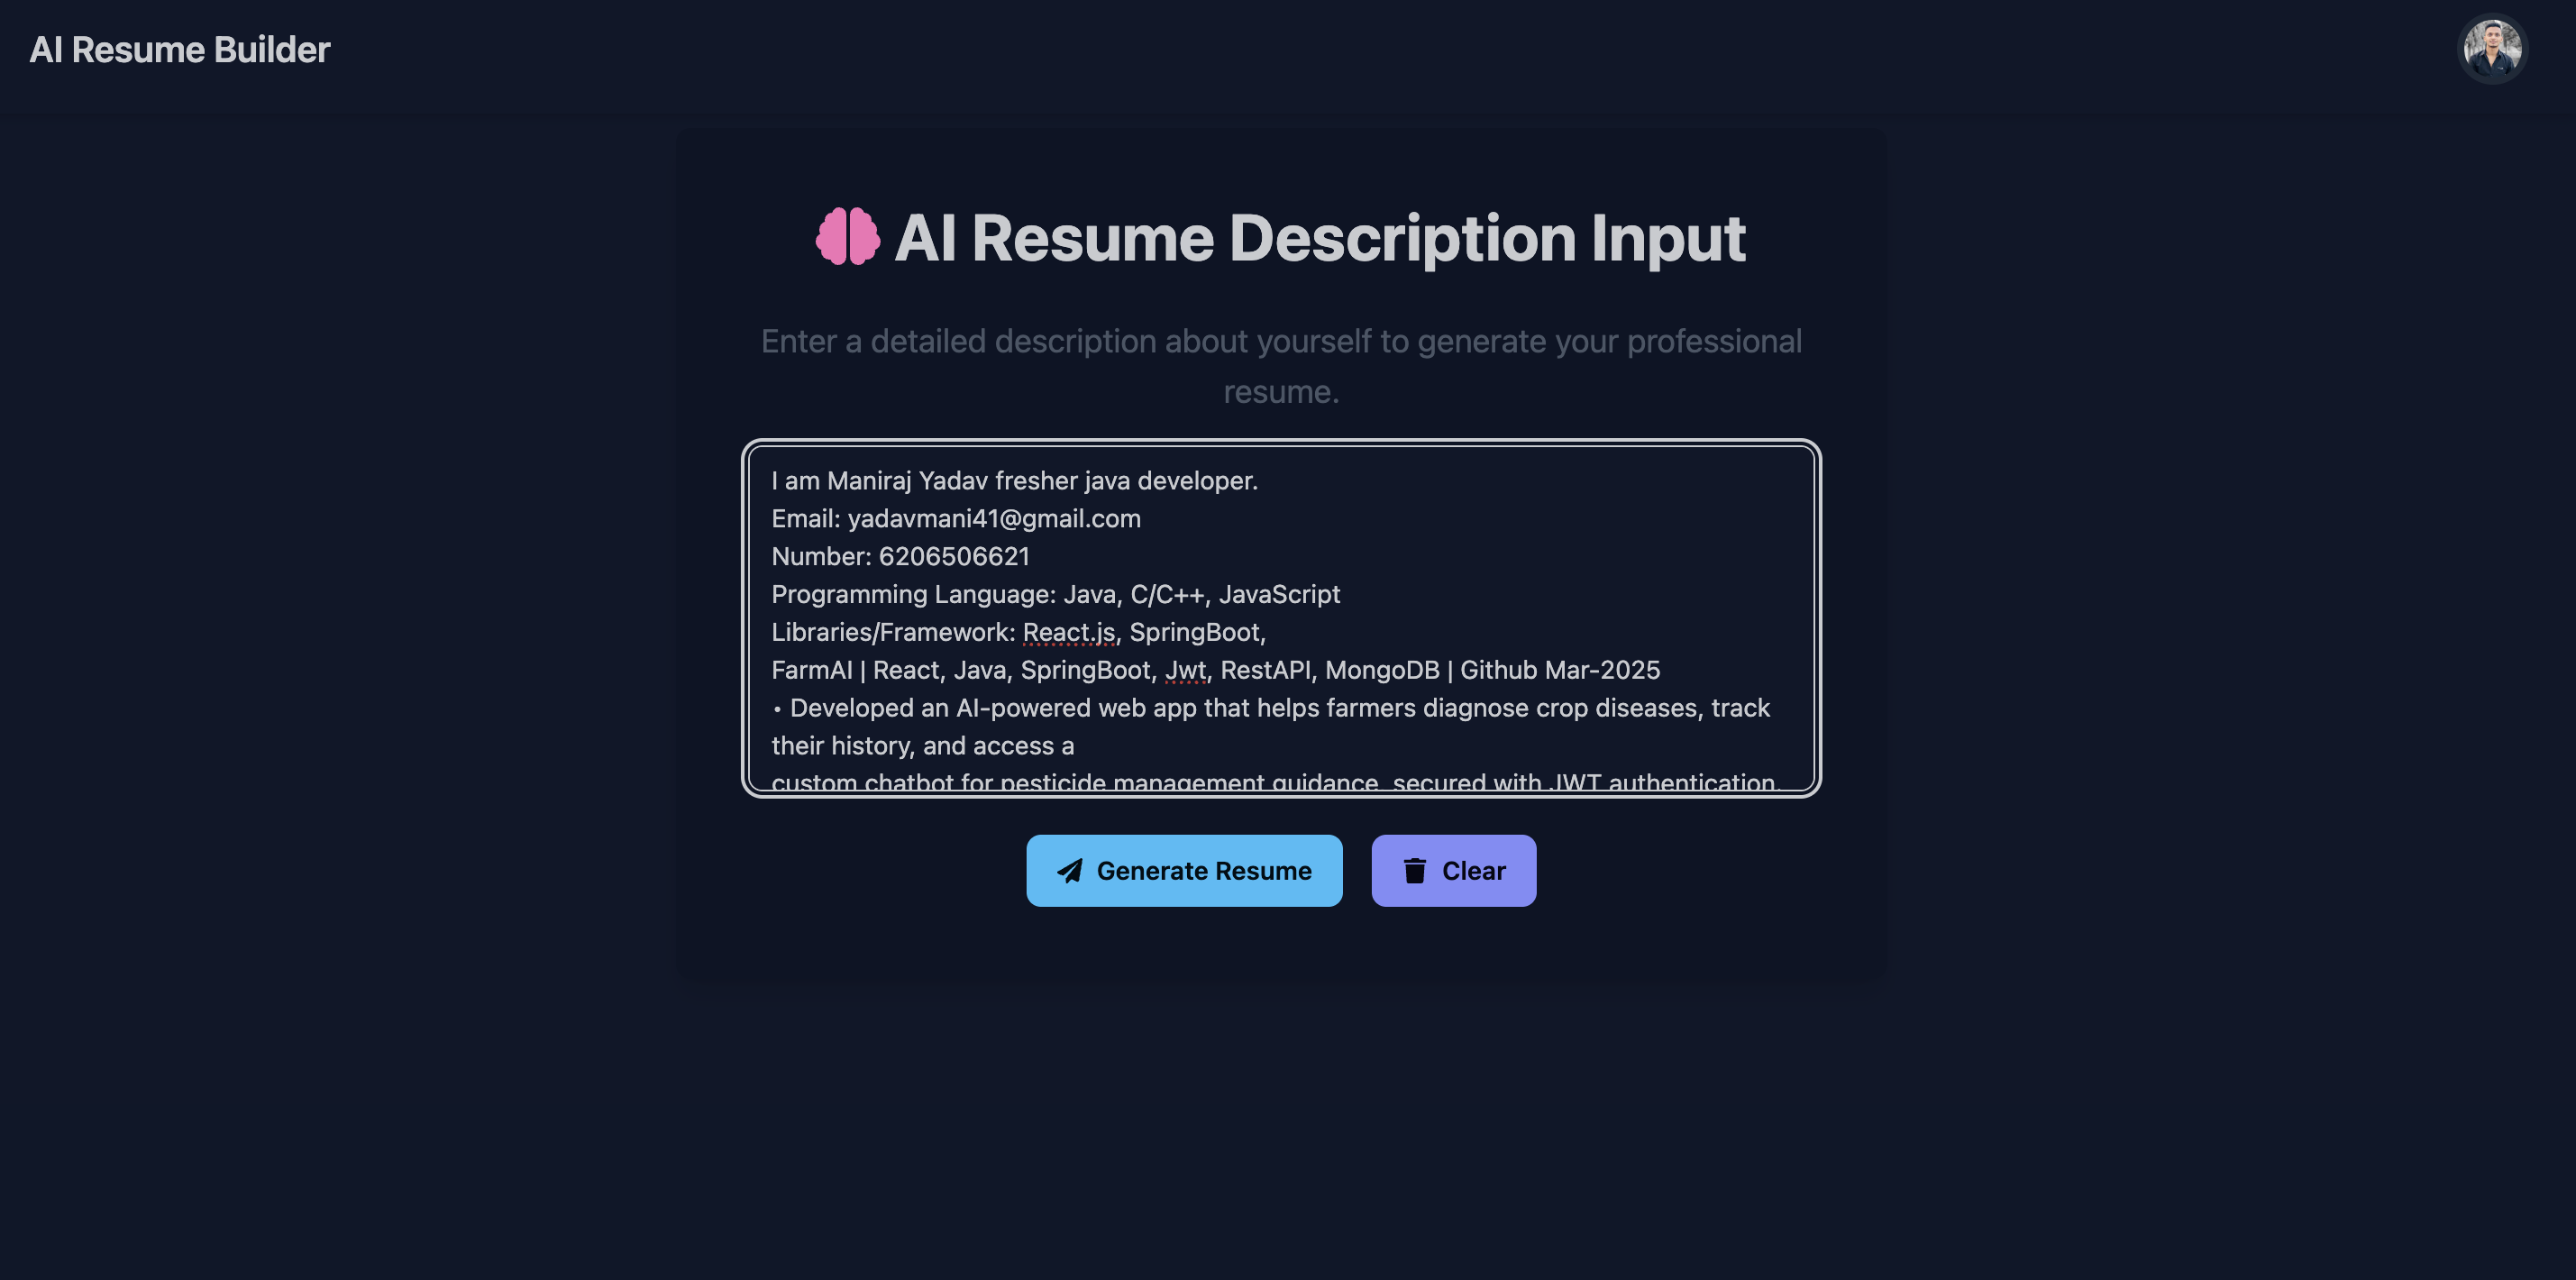 AI Resume Builder
AI Resume Description Input
Enter a detailed description about yourself to generate your professional
resume.
I am Maniraj Yadav fresher java developer.
Email: yadavmani41@gmail.com
Number: 6206506621
Programming Language: Java, C/C++, JavaScript
Libraries/Framework: React.js, SpringBoot,
FarmAI | React, Java, SpringBoot, Jwt, RestAPI, MongoDB | Github Mar-2025
• Developed an AI-powered web app that helps farmers diagnose crop diseases, track
their history, and access a
custom chatbot for pesticide management guidance, secured with JWT authentication.
Generate Resume
Clear